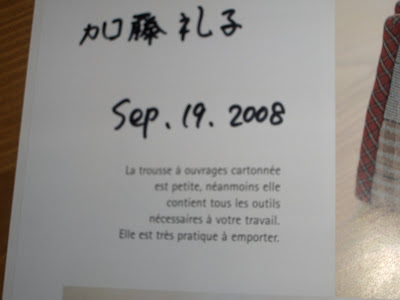 加藤礼子
Sep. 19. 2008
La trousse à ouvrages cartonnée
est petite, néanmoins elle
contient tous les outils
nécessaires à votre travail.
Elle est très pratique à emporter.